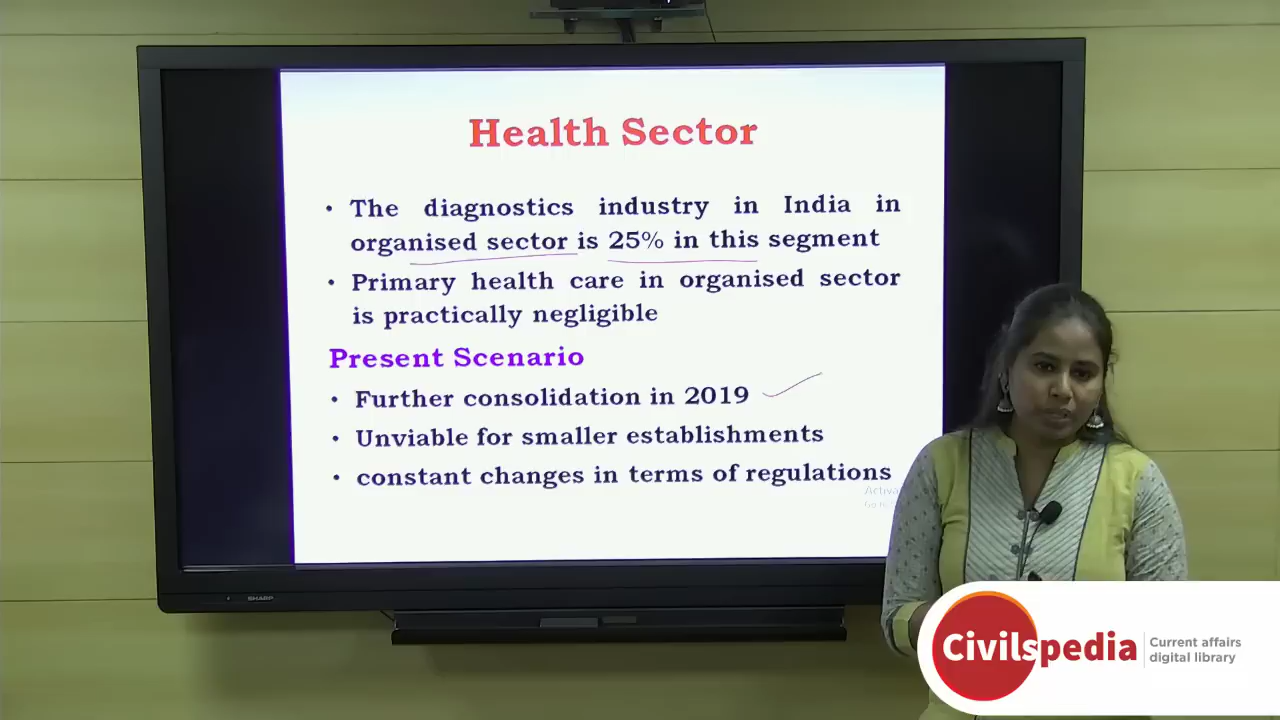 Health Sector
• The diagnostics industry in India in
organised sector is 25% in this segment
• Primary health care in organised sector
is practically negligible
Present Scenario
• Further consolidation in 2019
• Unviable for smaller establishments
• constant changes in terms of regulations
Activa
SHARP
Civilspedia
Current affairs
digital library